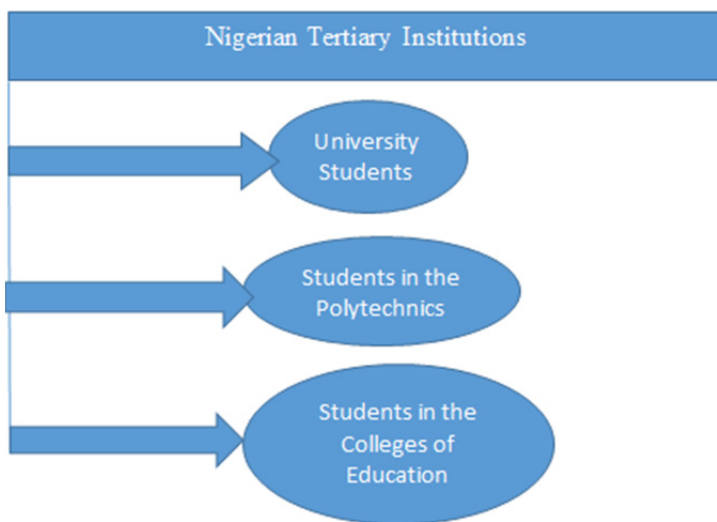 Nigerian Tertiary Institutions
University
Students
Students in the
Polytechnics
Students in the
Colleges of
Education